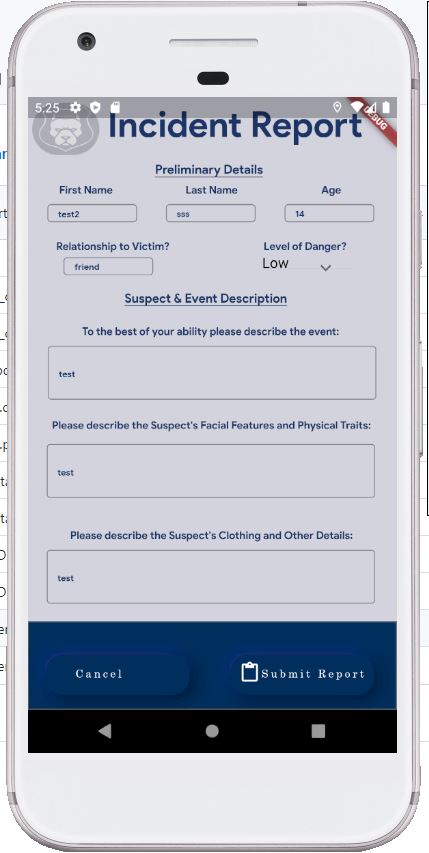 5:25
DEBUG
Incident Report
Preliminary Details
First Name Last Name Age
test2 sss 14
Relationship to Victim? Level of Danger?
friend Low
Suspect & Event Description
To the best of your ability please describe the event:
test
Please describe the Suspect's Facial Features and Physical Traits:
test
Please describe the Suspect's Clothing and Other Details:
test
Cancel Submit Report